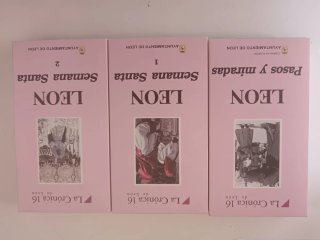 La Crónica 16
de León
LEON
Pasos y miradas
AYUNTAMIENTO DE LEON
La Crónica 16
de León
LEON
Semana Santa
1
AYUNTAMIENTO DE LEON
La Crónica 16
de León
LEON
Semana Santa
2
AYUNTAMIENTO DE LEON